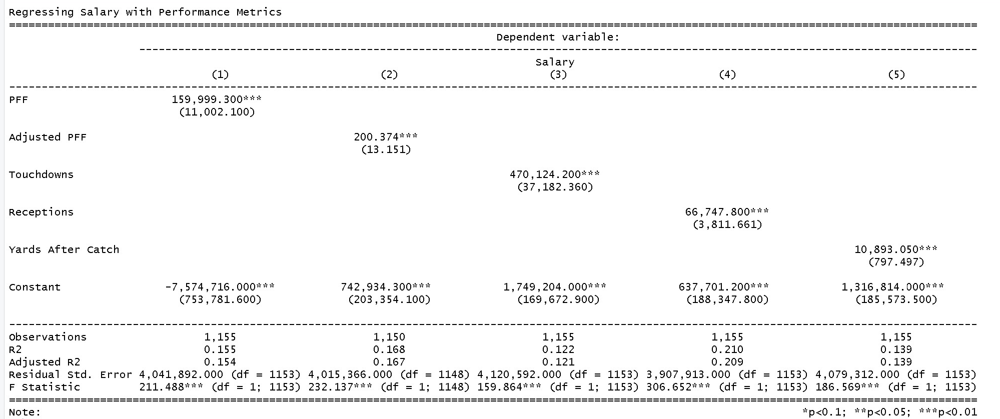 Regressing Salary with Performance Metrics
=====================================================================================================================================================
Dependent variable:
---------------------------------------------------------------------------------------------------------------------------------
Salary
(1) (2) (3) (4) (5)
-----------------------------------------------------------------------------------------------------------------------------------------------------
PFF 159,999.300***
(11,002.100)
Adjusted PFF 200.374***
(13.151)
Touchdowns 470,124.200***
(37,182.360)
Receptions 66,747.800***
(3,811.661)
Yards After Catch 10,893.050***
(797.497)
Constant -7,574,716.000*** 742,934.300*** 1,749,204.000*** 637,701.200*** 1,316,814.000***
(753,781.600) (203,354.100) (169,672.900) (188,347.800) (185,573.500)
-----------------------------------------------------------------------------------------------------------------------------------------------------
Observations 1,155 1,150 1,155 1,155 1,155
R2 0.155 0.168 0.122 0.210 0.139
Adjusted R2 0.154 0.167 0.121 0.209 0.139
Residual Std. Error 4,041,892.000 (df = 1153) 4,015,366.000 (df = 1148) 4,120,592.000 (df = 1153) 3,907,913.000 (df = 1153) 4,079,312.000 (df = 1153)
F Statistic 211.488*** (df = 1; 1153) 232.137*** (df = 1; 1148) 159.864*** (df = 1; 1153) 306.652*** (df = 1; 1153) 186.569*** (df = 1; 1153)
=====================================================================================================================================================
Note: *p<0.1; **p<0.05; ***p<0.01